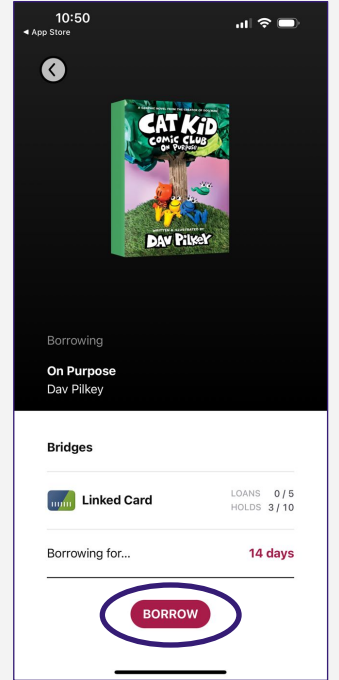 10:50
◀ App Store
A GRAPHIC NOVEL FROM THE CREATOR OF DOG MAN
CAT KID
COMIC CLUB
On Purpose
WRITTEN & ILLUSTRATED BY
DAV PILKEY
Borrowing
On Purpose
Dav Pilkey
Bridges
Linked Card
LOANS 0 / 5
HOLDS 3 / 10
Borrowing for...
14 days
BORROW